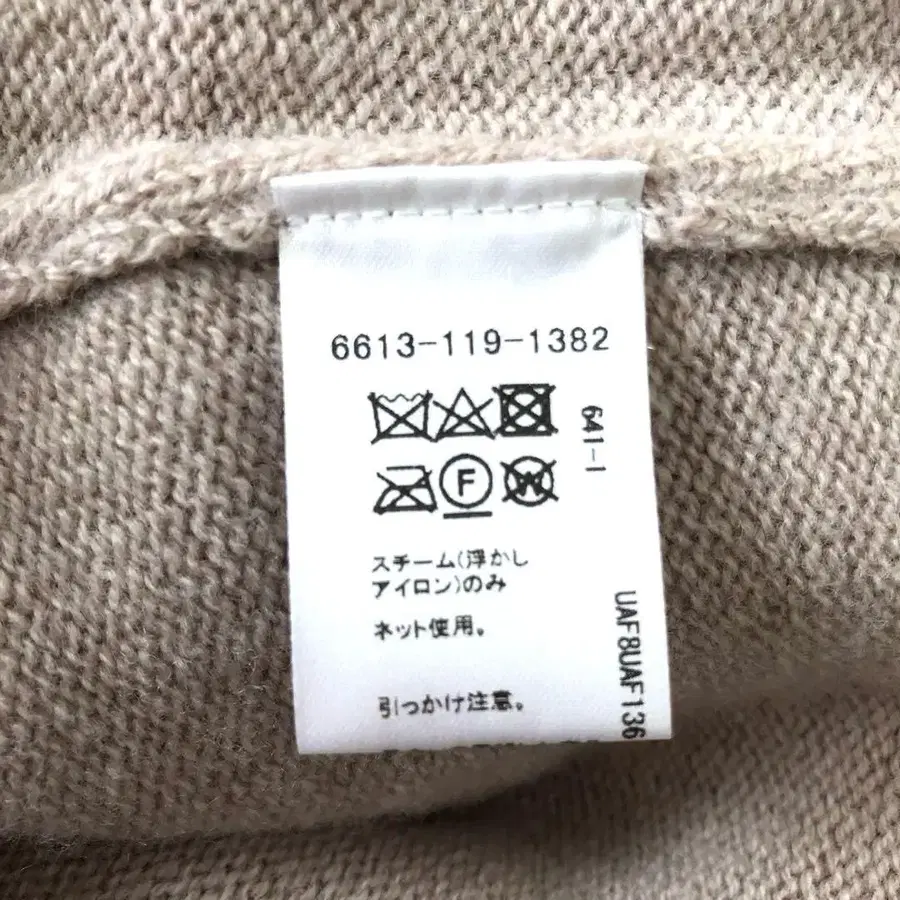 6613-119-1382
641-1
F
W
スチーム(浮かし
アイロン)のみ
ネット使用。
引っかけ注意。
UAF8UAF136